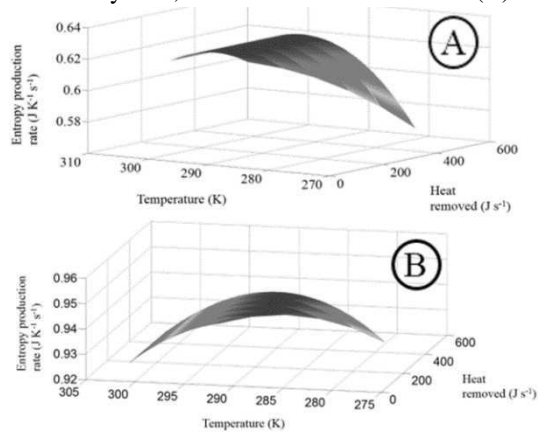 0.64
A
0.62
0.6
0.58
Entropy production
rate (J K⁻¹ s⁻¹)
310
300
290
280
270
0
200
400
600
Temperature (K)
Heat
removed (J s⁻¹)
B
0.96
0.95
0.94
0.93
0.92
Entropy production
rate (J K⁻¹ s⁻¹)
305
300
295
290
285
280
275
0
200
400
600
Temperature (K)
Heat
removed (J s⁻¹)